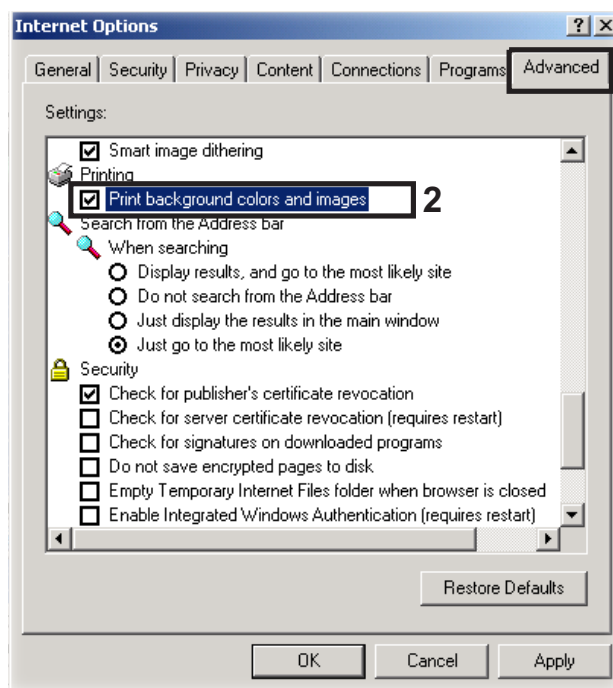 Internet Options
General Security Privacy Content Connections Programs Advanced
Settings:
Smart image dithering
Printing
Print background colors and images 2
Search from the Address bar
When searching
Display results, and go to the most likely site
Do not search from the Address bar
Just display the results in the main window
Just go to the most likely site
Security
Check for publisher's certificate revocation
Check for server certificate revocation (requires restart)
Check for signatures on downloaded programs
Do not save encrypted pages to disk
Empty Temporary Internet Files folder when browser is closed
Enable Integrated Windows Authentication (requires restart)
Restore Defaults
OK Cancel Apply